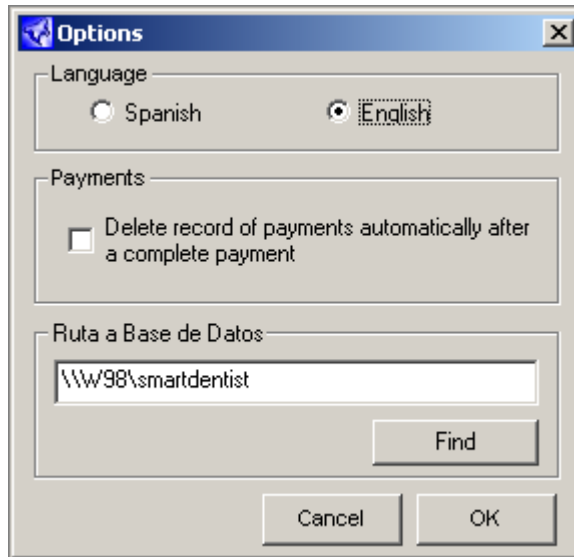 Options
Language
Spanish
English
Payments
Delete record of payments automatically after
a complete payment
Ruta a Base de Datos
\\W98\smartdentist
Find
Cancel
OK